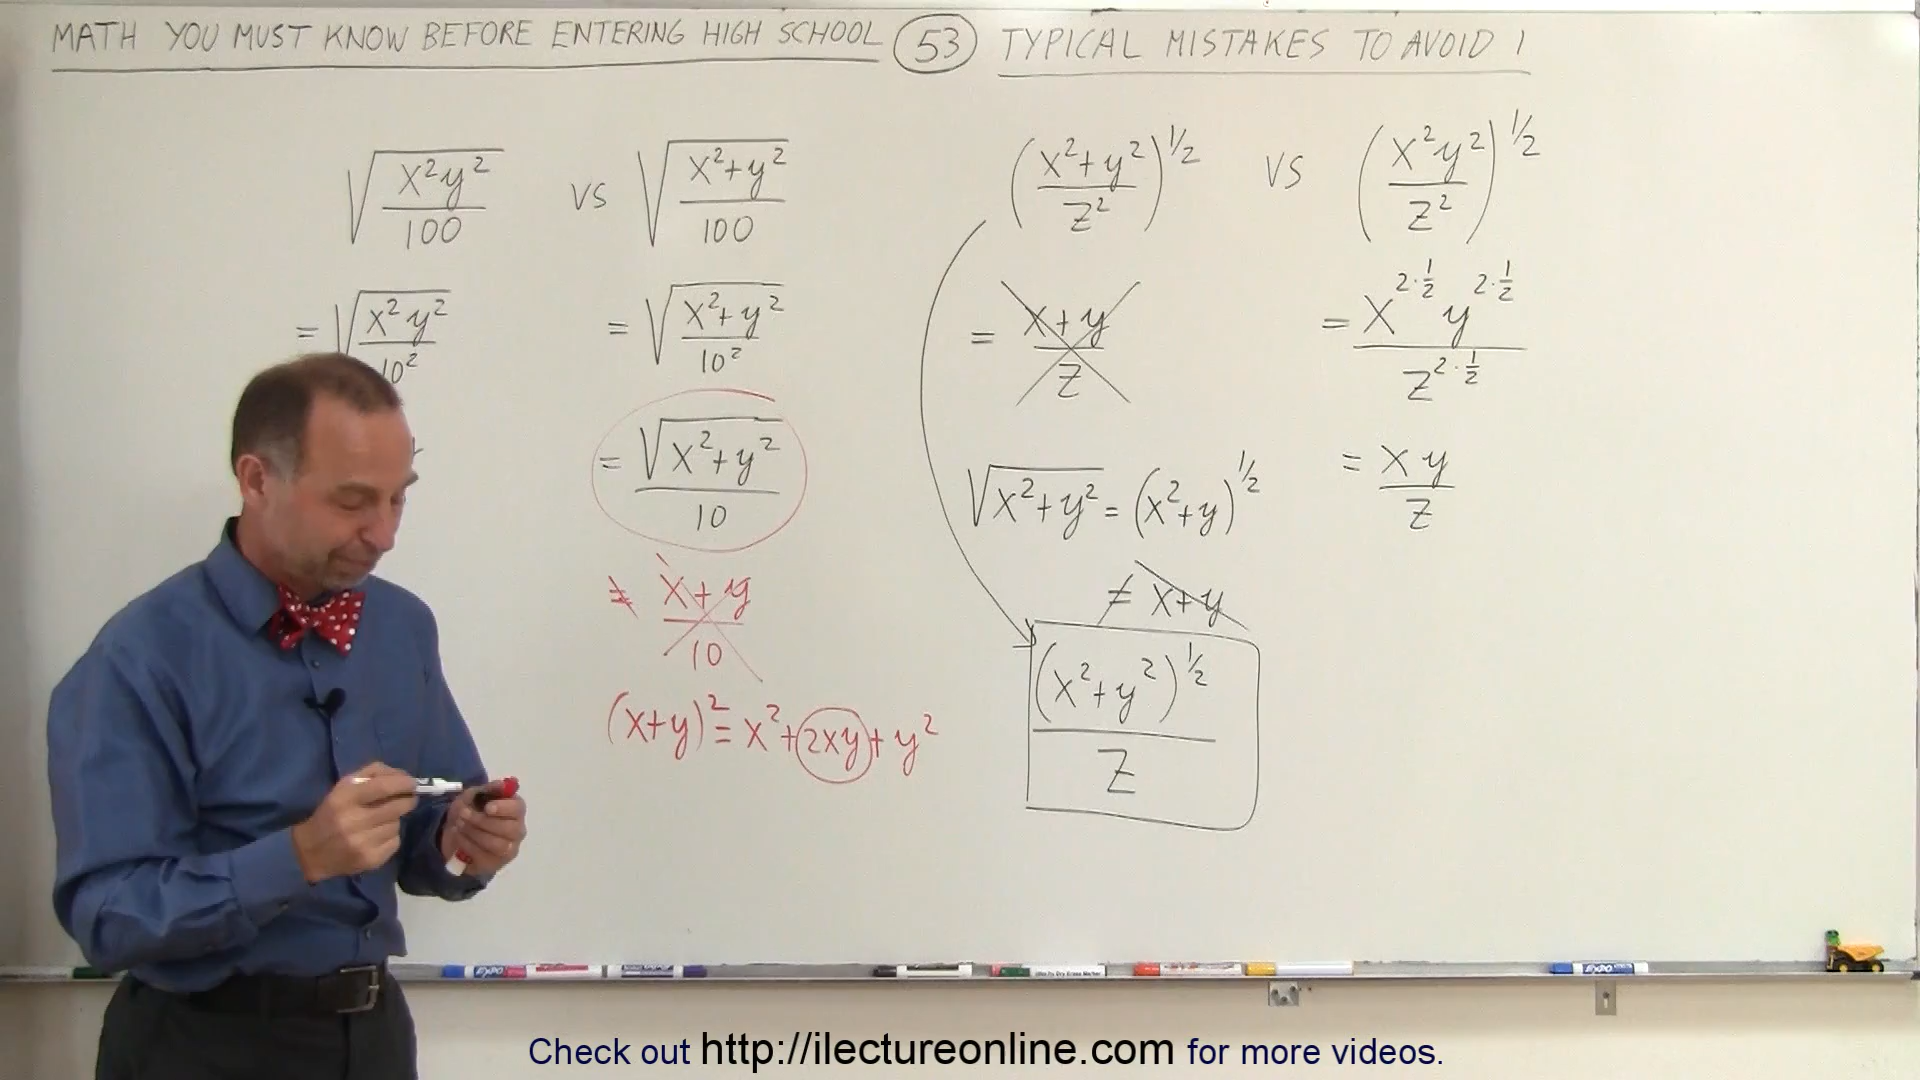 MATH YOU MUST KNOW BEFORE ENTERING HIGH SCHOOL 53 TYPICAL MISTAKES TO AVOID 1
√(x²y²/100) VS √(x²+y²/100)
= √(x²y²/10²)
= √(x²+y²/10²)
= √(x²+y²)/10
≠ x+y/10
(x+y)² = x²+2xy+y²
(x²+y²/z²)^1/2 VS (x²y²/z²)^1/2
= x+y/z
√(x²+y²) = (x²+y)^1/2
≠ x+y
(x²+y²)^1/2/z
= x^2·1/2 y^2·1/2/z^2·1/2
= xy/z
EXPO
EXPO
Check out http://ilectureonline.com for more videos.